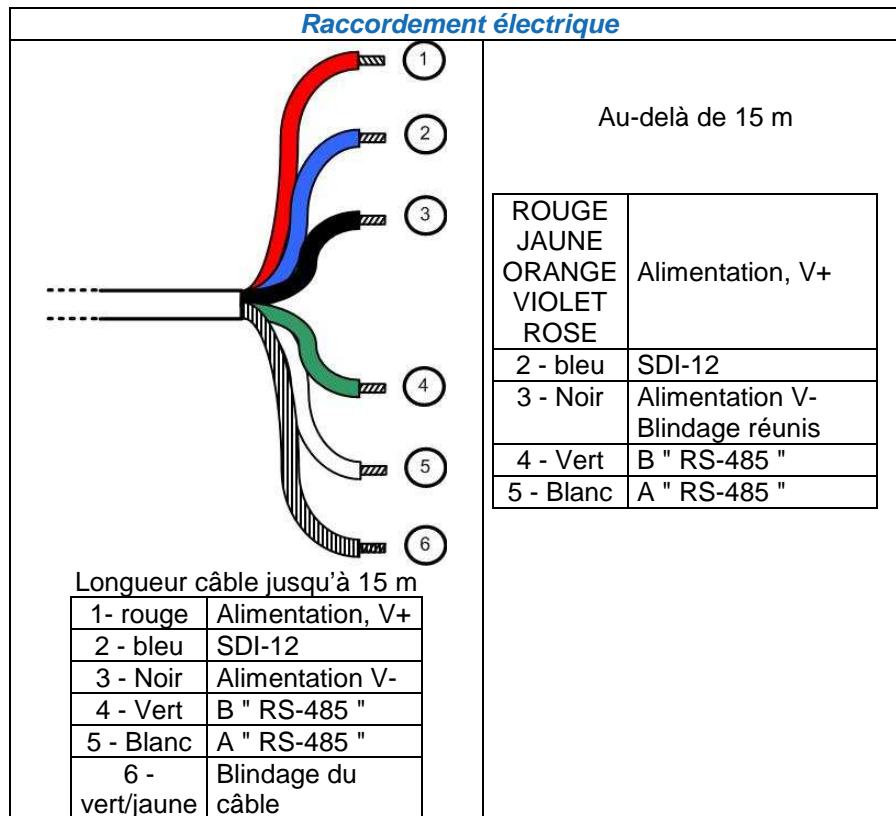 Raccordement électrique
1
2
3
4
5
6
Longueur câble jusqu'à 15 m
1- rouge Alimentation, V+
2 - bleu SDI-12
3 - Noir Alimentation V-
4 - Vert B " RS-485 "
5 - Blanc A " RS-485 "
6 - vert/jaune Blindage du câble
Au-delà de 15 m
ROUGE
JAUNE
ORANGE Alimentation, V+
VIOLET
ROSE
2 - bleu SDI-12
3 - Noir Alimentation V-
Blindage réunis
4 - Vert B " RS-485 "
5 - Blanc A " RS-485 "